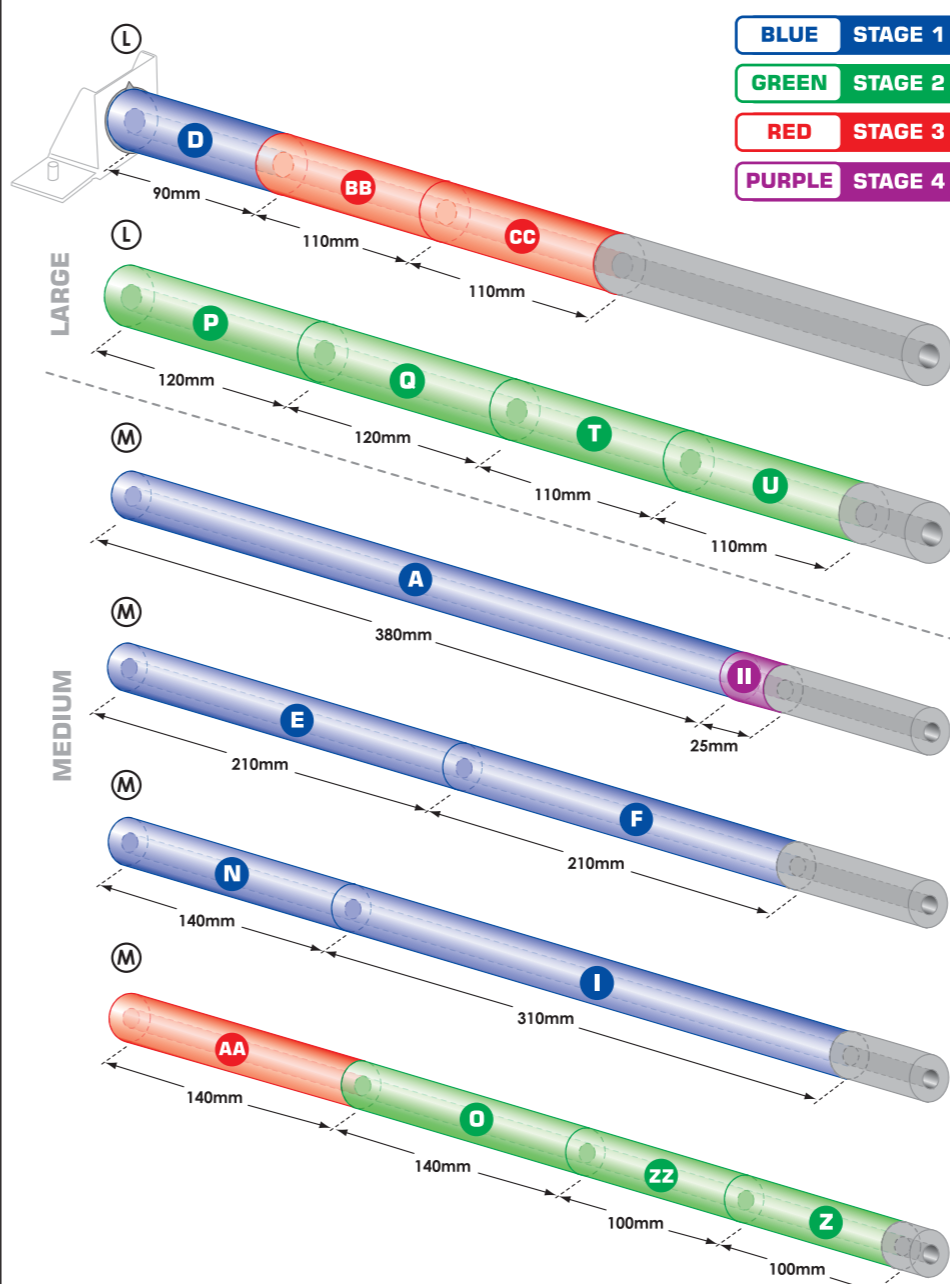 BLUE STAGE 1
GREEN STAGE 2
RED STAGE 3
PURPLE STAGE 4
LARGE
L
D
BB
CC
90mm
110mm
110mm
L
P
Q
T
U
120mm
120mm
110mm
110mm
MEDIUM
M
A
II
380mm
25mm
M
E
F
210mm
210mm
M
N
I
140mm
310mm
M
AA
O
ZZ
Z
140mm
140mm
100mm
100mm